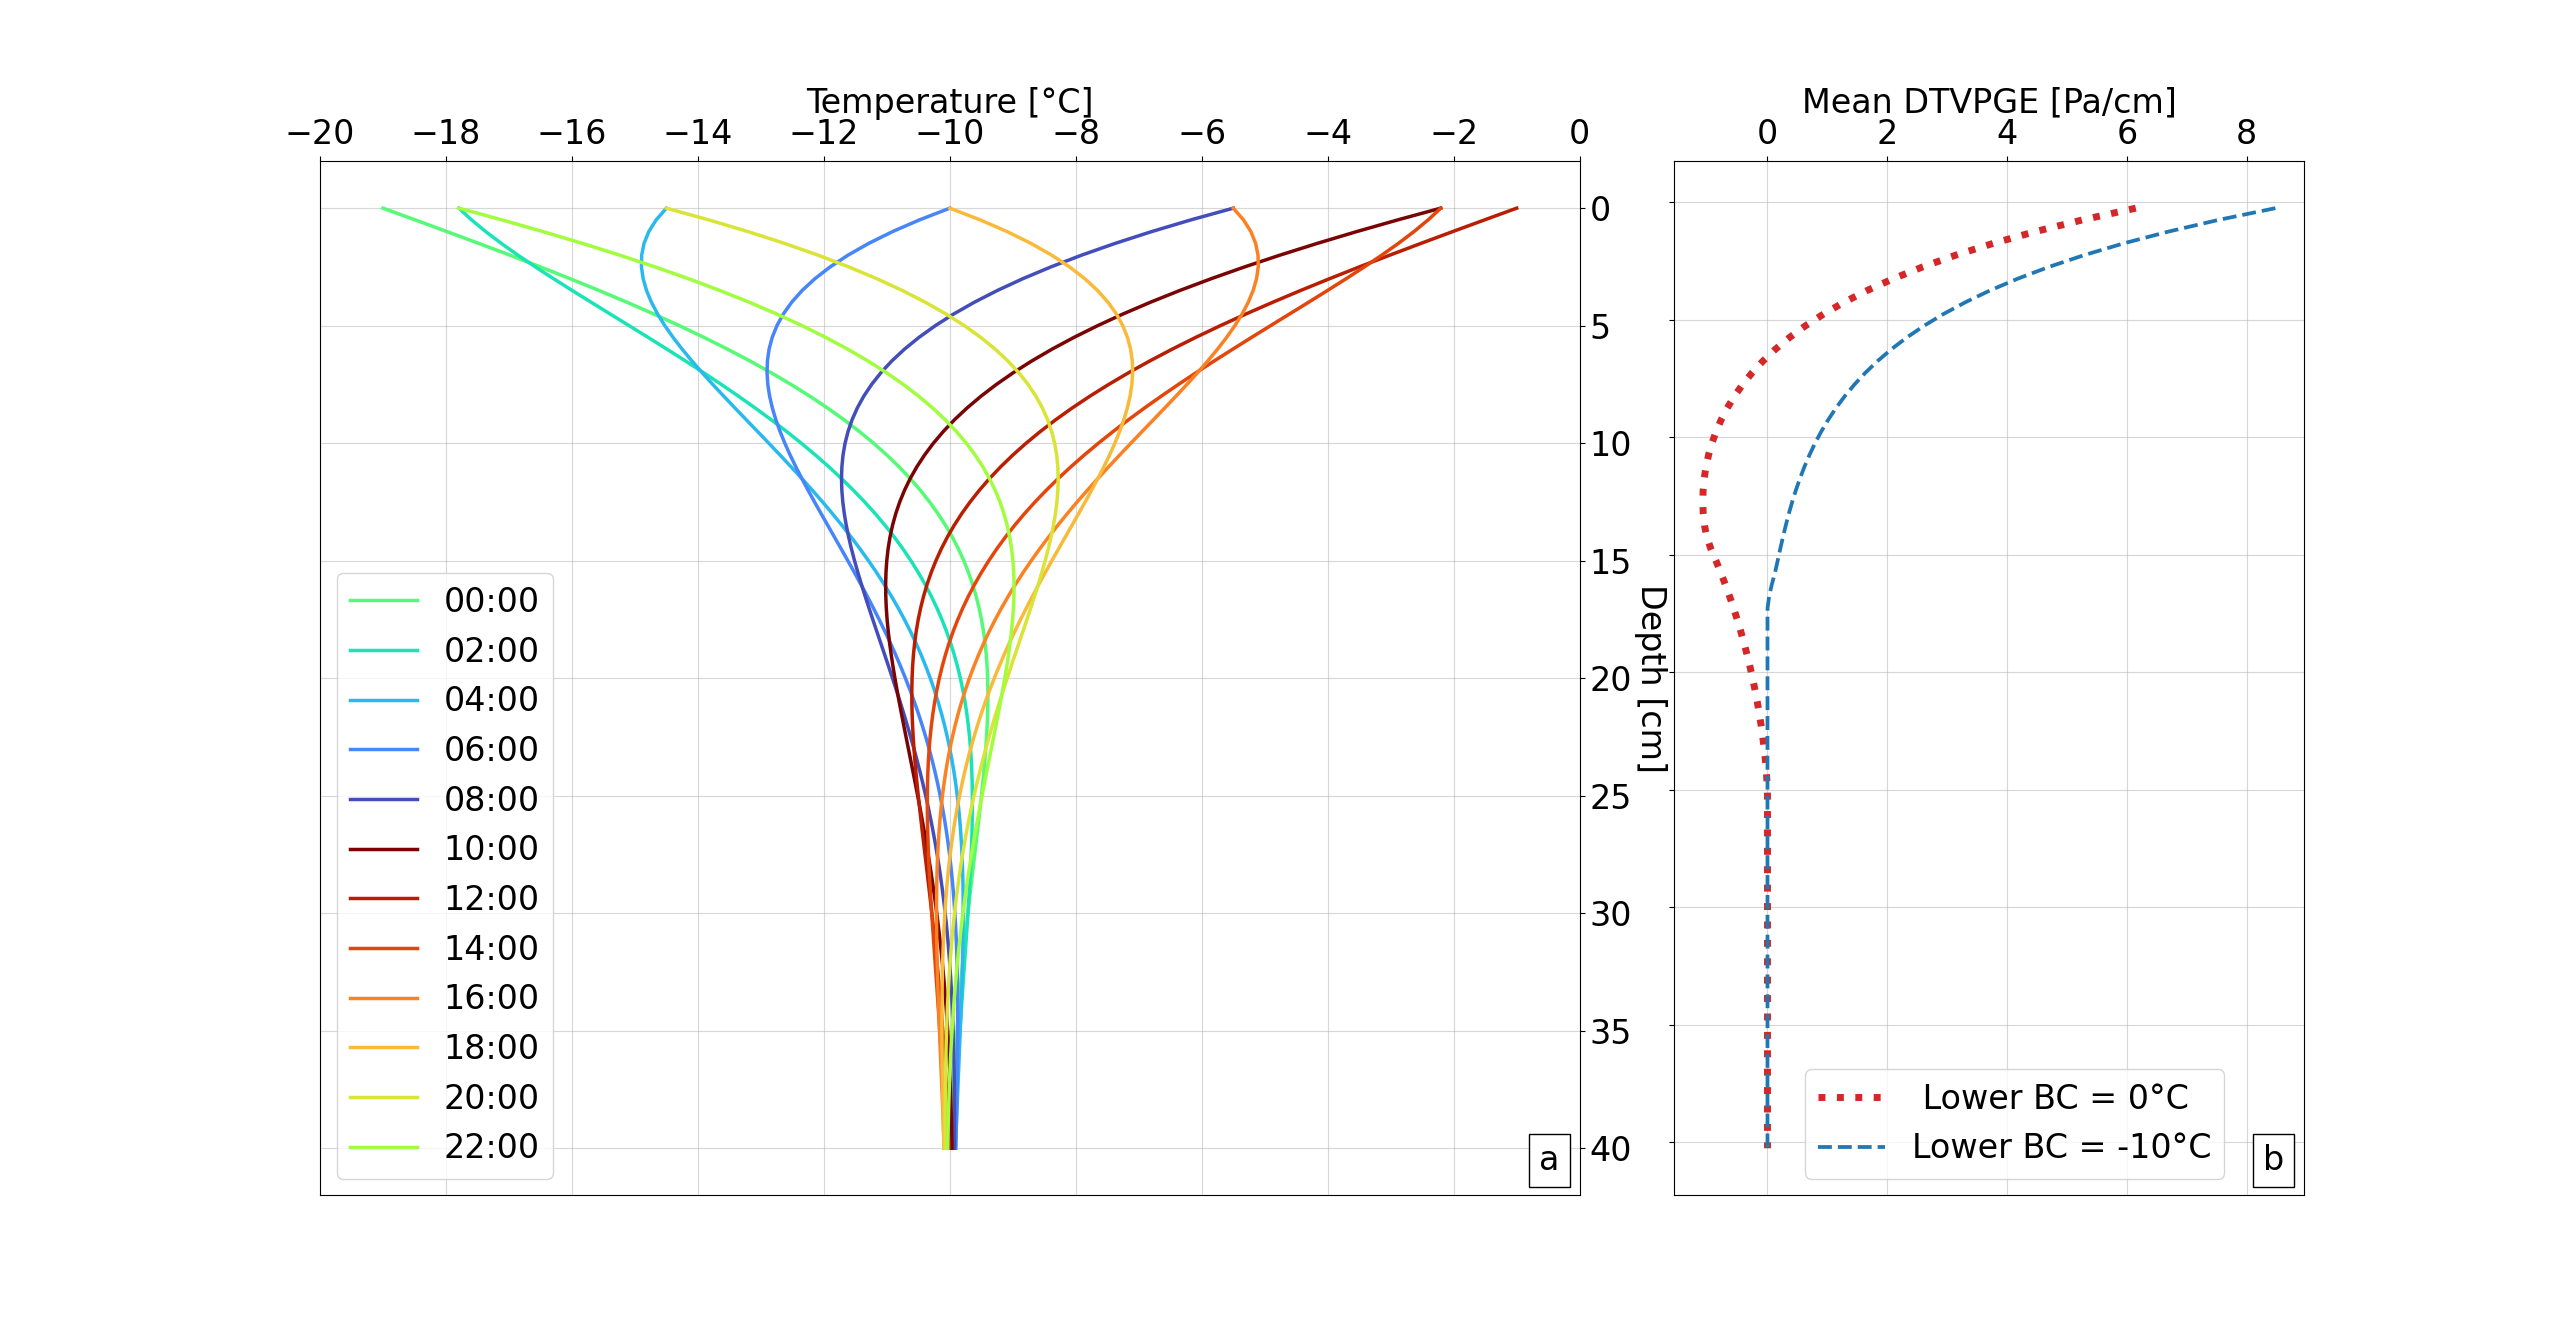 Temperature [°C]
−20 −18 −16 −14 −12 −10 −8 −6 −4 −2 0
0
5
10
15
20
25
30
35
40
Depth [cm]
00:00
02:00
04:00
06:00
08:00
10:00
12:00
14:00
16:00
18:00
20:00
22:00
a
Mean DTVPGE [Pa/cm]
0 2 4 6 8
Lower BC = 0°C
Lower BC = -10°C
b